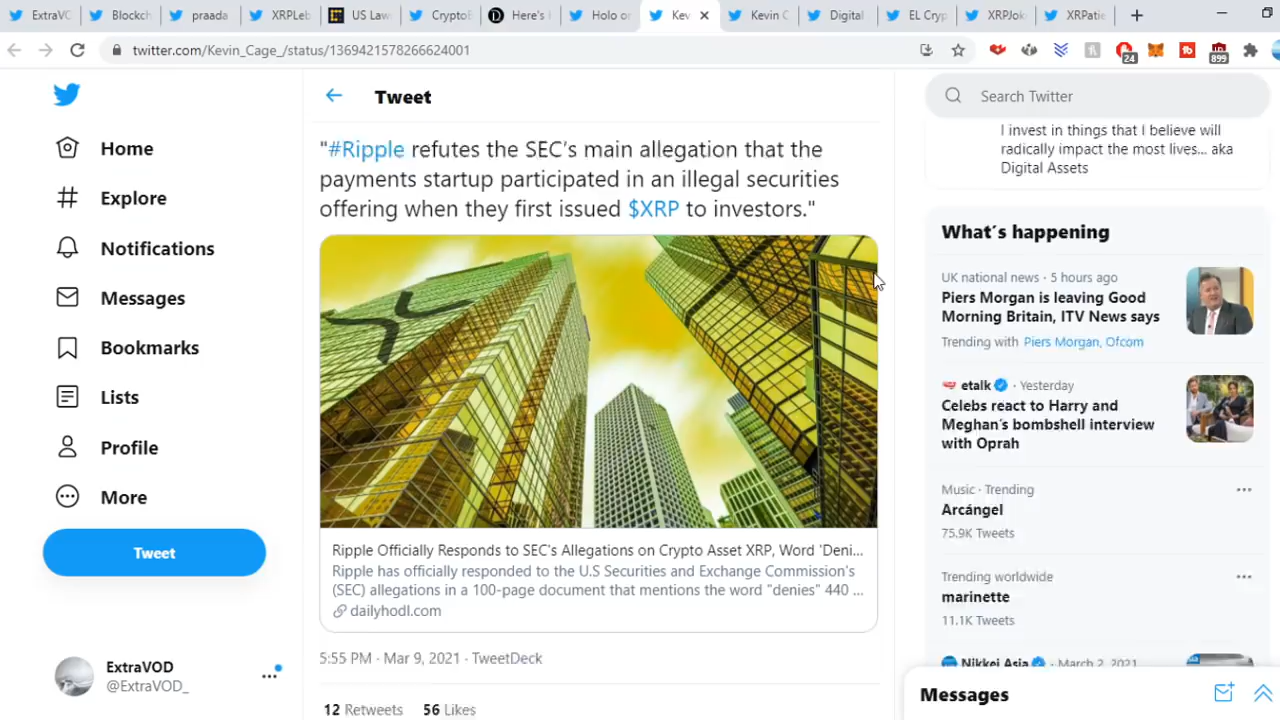 ExtraVC
Blockch
praada
XRPLeb
US Law
CryptoE
Here's
Holo or
Kev
Kevin C
Digital
EL Cryp
XRPJok
XRPatie
twitter.com/Kevin_Cage_/status/1369421578266624001
24
899
Home
Explore
Notifications
Messages
Bookmarks
Lists
Profile
More
Tweet
ExtraVOD
@ExtraVOD_
Tweet
"#Ripple refutes the SEC's main allegation that the
payments startup participated in an illegal securities
offering when they first issued $XRP to investors."
Ripple Officially Responds to SEC's Allegations on Crypto Asset XRP, Word 'Deni...
Ripple has officially responded to the U.S Securities and Exchange Commission's
(SEC) allegations in a 100-page document that mentions the word "denies" 440 ...
dailyhodl.com
5:55 PM · Mar 9, 2021 · TweetDeck
12 Retweets 56 Likes
Search Twitter
I invest in things that I believe will
radically impact the most lives... aka
Digital Assets
What's happening
UK national news · 5 hours ago
Piers Morgan is leaving Good
Morning Britain, ITV News says
Trending with Piers Morgan, Ofcom
etalk · Yesterday
Celebs react to Harry and
Meghan's bombshell interview
with Oprah
Music · Trending
Arcángel
75.9K Tweets
Trending worldwide
marinette
11.1K Tweets
Nikkei Asia · March 2, 2021
Messages